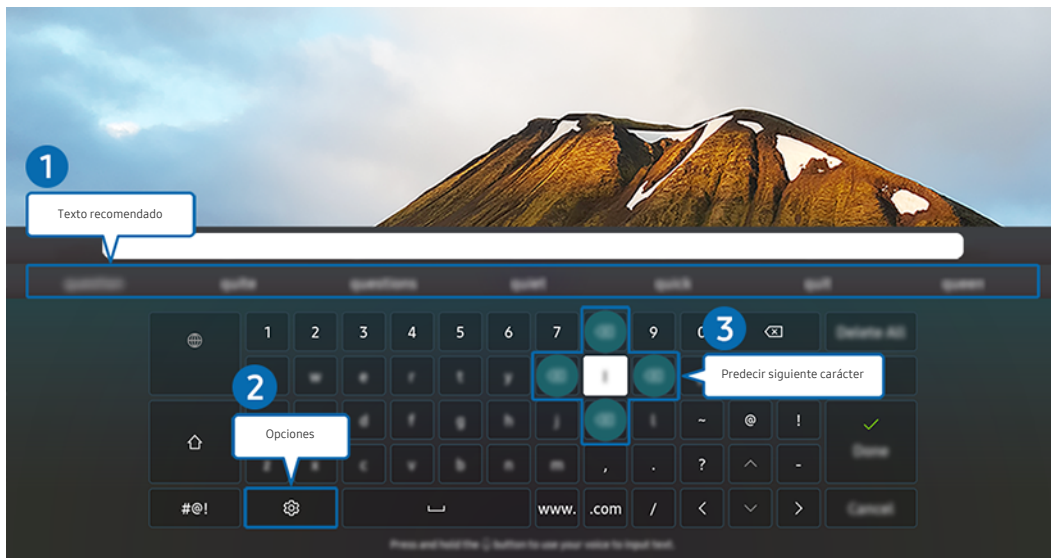 1
Texto recomendado
question quite questions quiet quick quit queen
1 2 3 4 5 6 7 9
3
Delete All
w e r t y
Predecir siguiente carácter
2
Opciones
d f g h j l ~ @ !
Done
z x c v b n m , . ? ^ -
#@! www. .com / < >
Cancel
Press and hold the button to use your voice to input text.